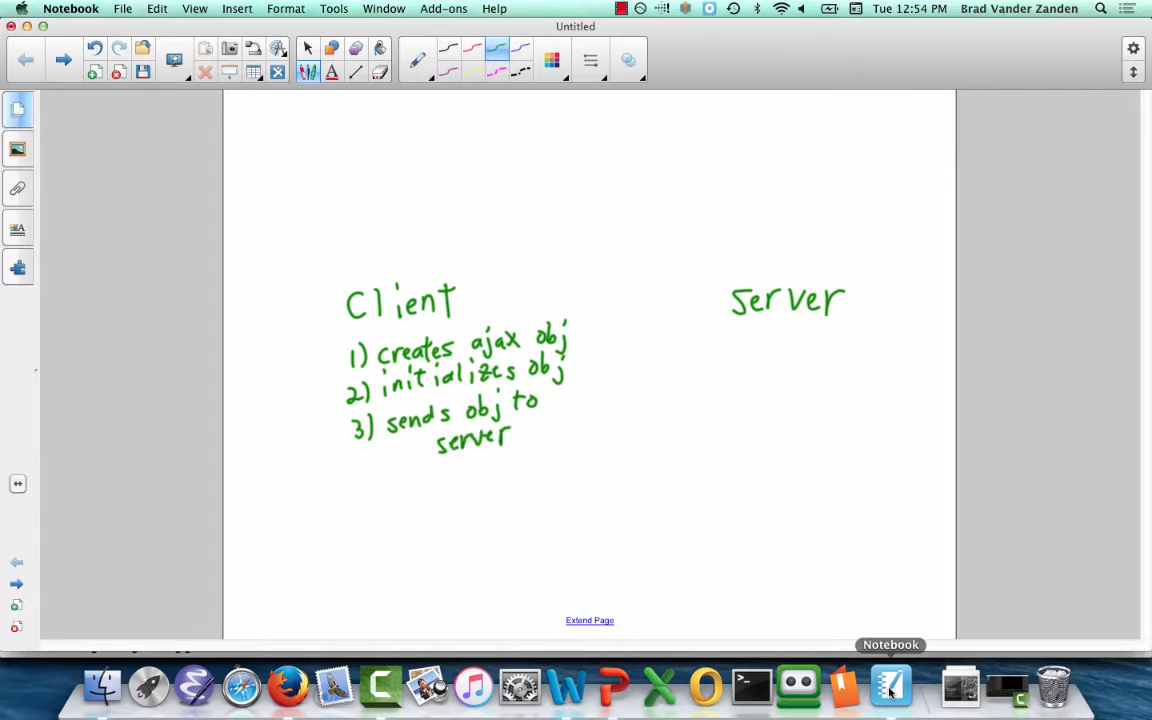 Notebook File Edit View Insert Format Tools Window Add-ons Help Tue 12:54 PM Brad Vander Zanden
Untitled
Client Server
1) creates ajax obj
2) initializes obj
3) sends obj to
server
Extend Page
Notebook